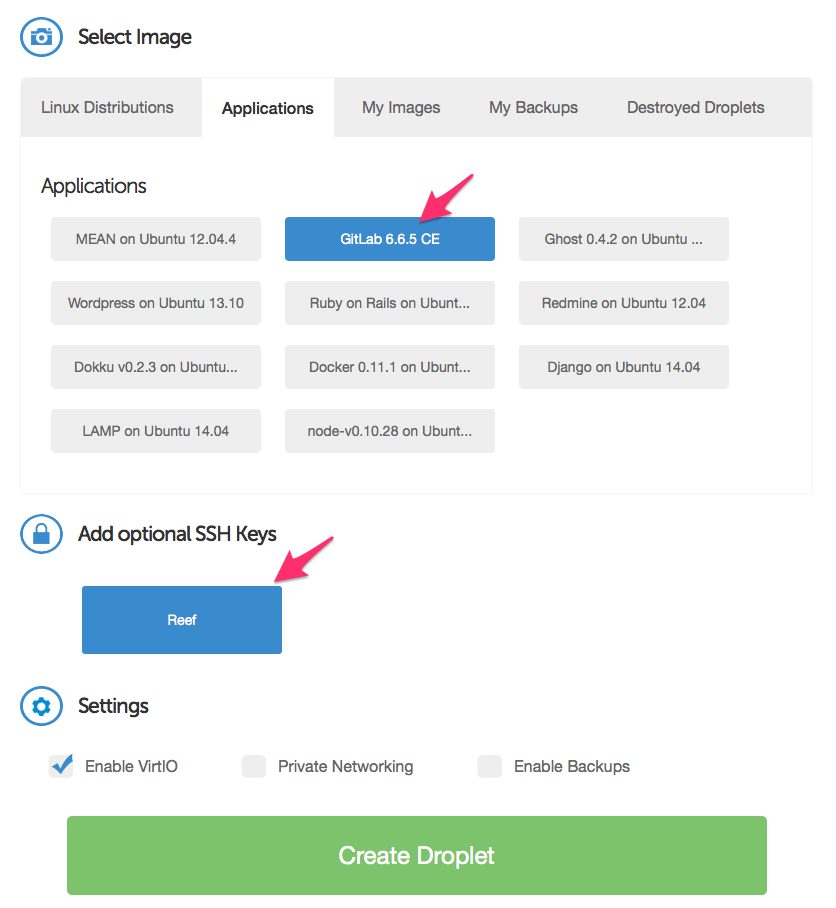 Select Image
Linux Distributions Applications My Images My Backups Destroyed Droplets
Applications
MEAN on Ubuntu 12.04.4 GitLab 6.6.5 CE Ghost 0.4.2 on Ubuntu ...
Wordpress on Ubuntu 13.10 Ruby on Rails on Ubunt... Redmine on Ubuntu 12.04
Dokku v0.2.3 on Ubuntu... Docker 0.11.1 on Ubunt... Django on Ubuntu 14.04
LAMP on Ubuntu 14.04 node-v0.10.28 on Ubunt...
Add optional SSH Keys
Reef
Settings
Enable VirtIO Private Networking Enable Backups
Create Droplet